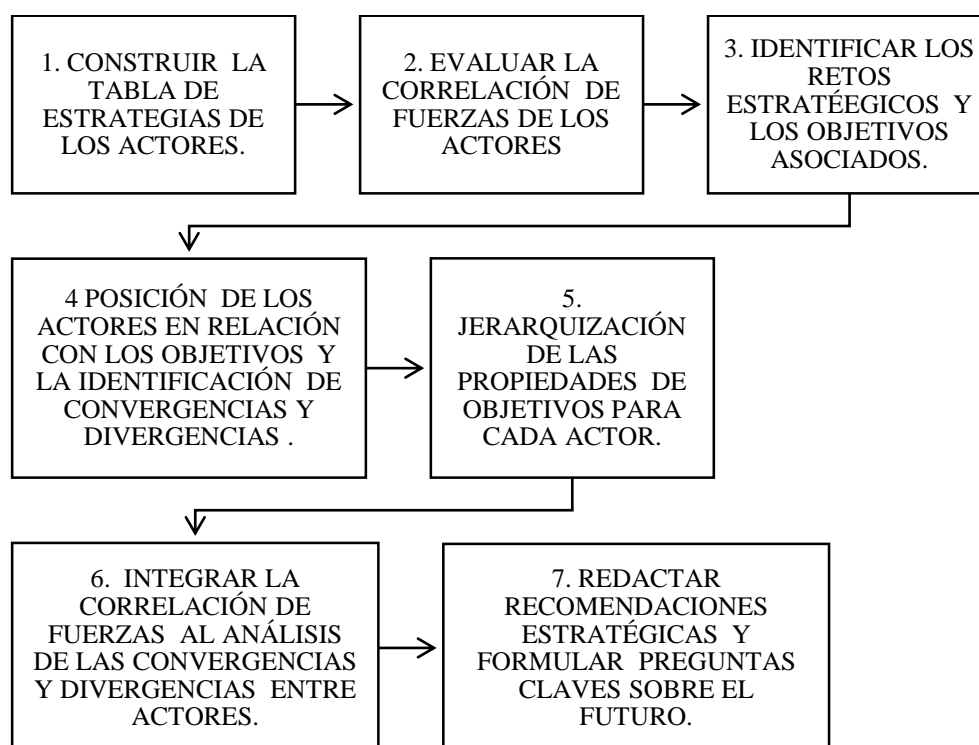 1. CONSTRUIR LA
TABLA DE
ESTRATEGIAS DE
LOS ACTORES.
2. EVALUAR LA
CORRELACIÓN DE
FUERZAS DE LOS
ACTORES
3. IDENTIFICAR LOS
RETOS
ESTRATÉEGICOS Y
LOS OBJETIVOS
ASOCIADOS.
4 POSICIÓN DE LOS
ACTORES EN RELACIÓN
CON LOS OBJETIVOS Y
LA IDENTIFICACIÓN DE
CONVERGENCIAS Y
DIVERGENCIAS .
5.
JERARQUIZACIÓN
DE LAS
PROPIEDADES DE
OBJETIVOS PARA
CADA ACTOR.
6. INTEGRAR LA
CORRELACIÓN DE
FUERZAS AL ANÁLISIS
DE LAS CONVERGENCIAS
Y DIVERGENCIAS ENTRE
ACTORES.
7. REDACTAR
RECOMENDACIONES
ESTRATÉGICAS Y
FORMULAR PREGUNTAS
CLAVES SOBRE EL
FUTURO.